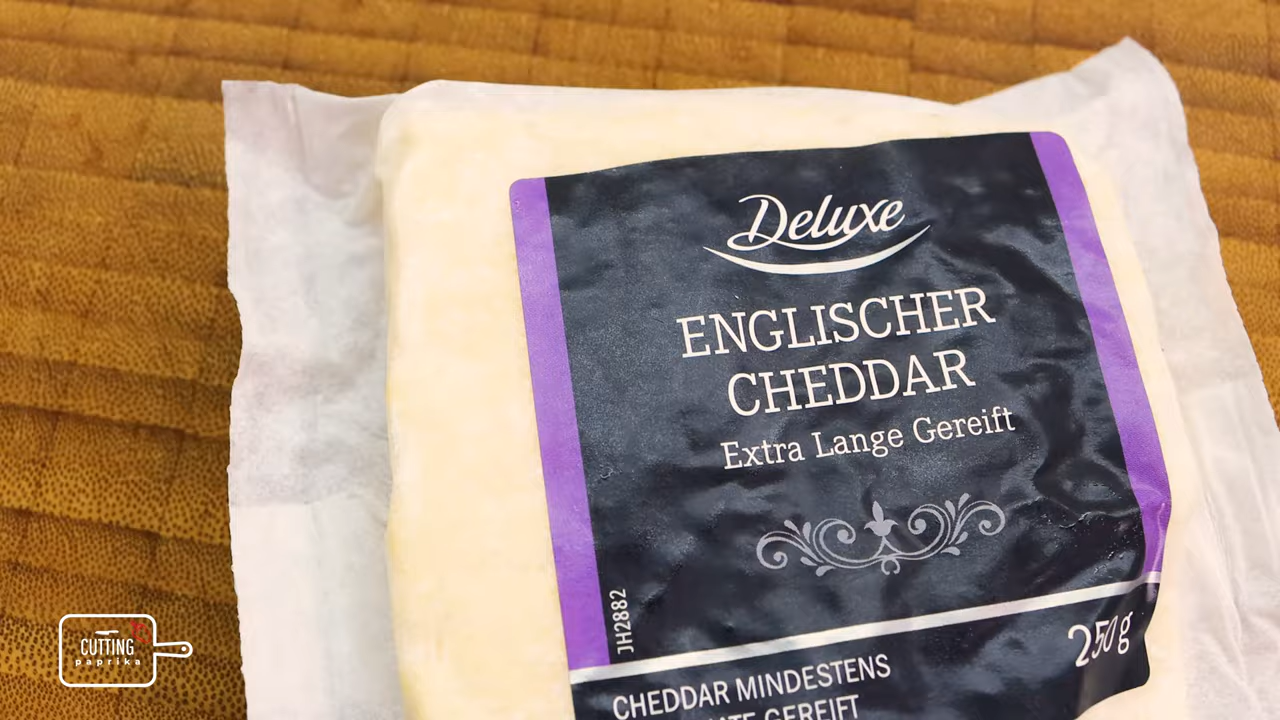 Deluxe
ENGLISCHER
CHEDDAR
Extra Lange Gereift
JH2882
250 g
CHEDDAR MINDESTENS
GEREIFT
CUTTING
paprika